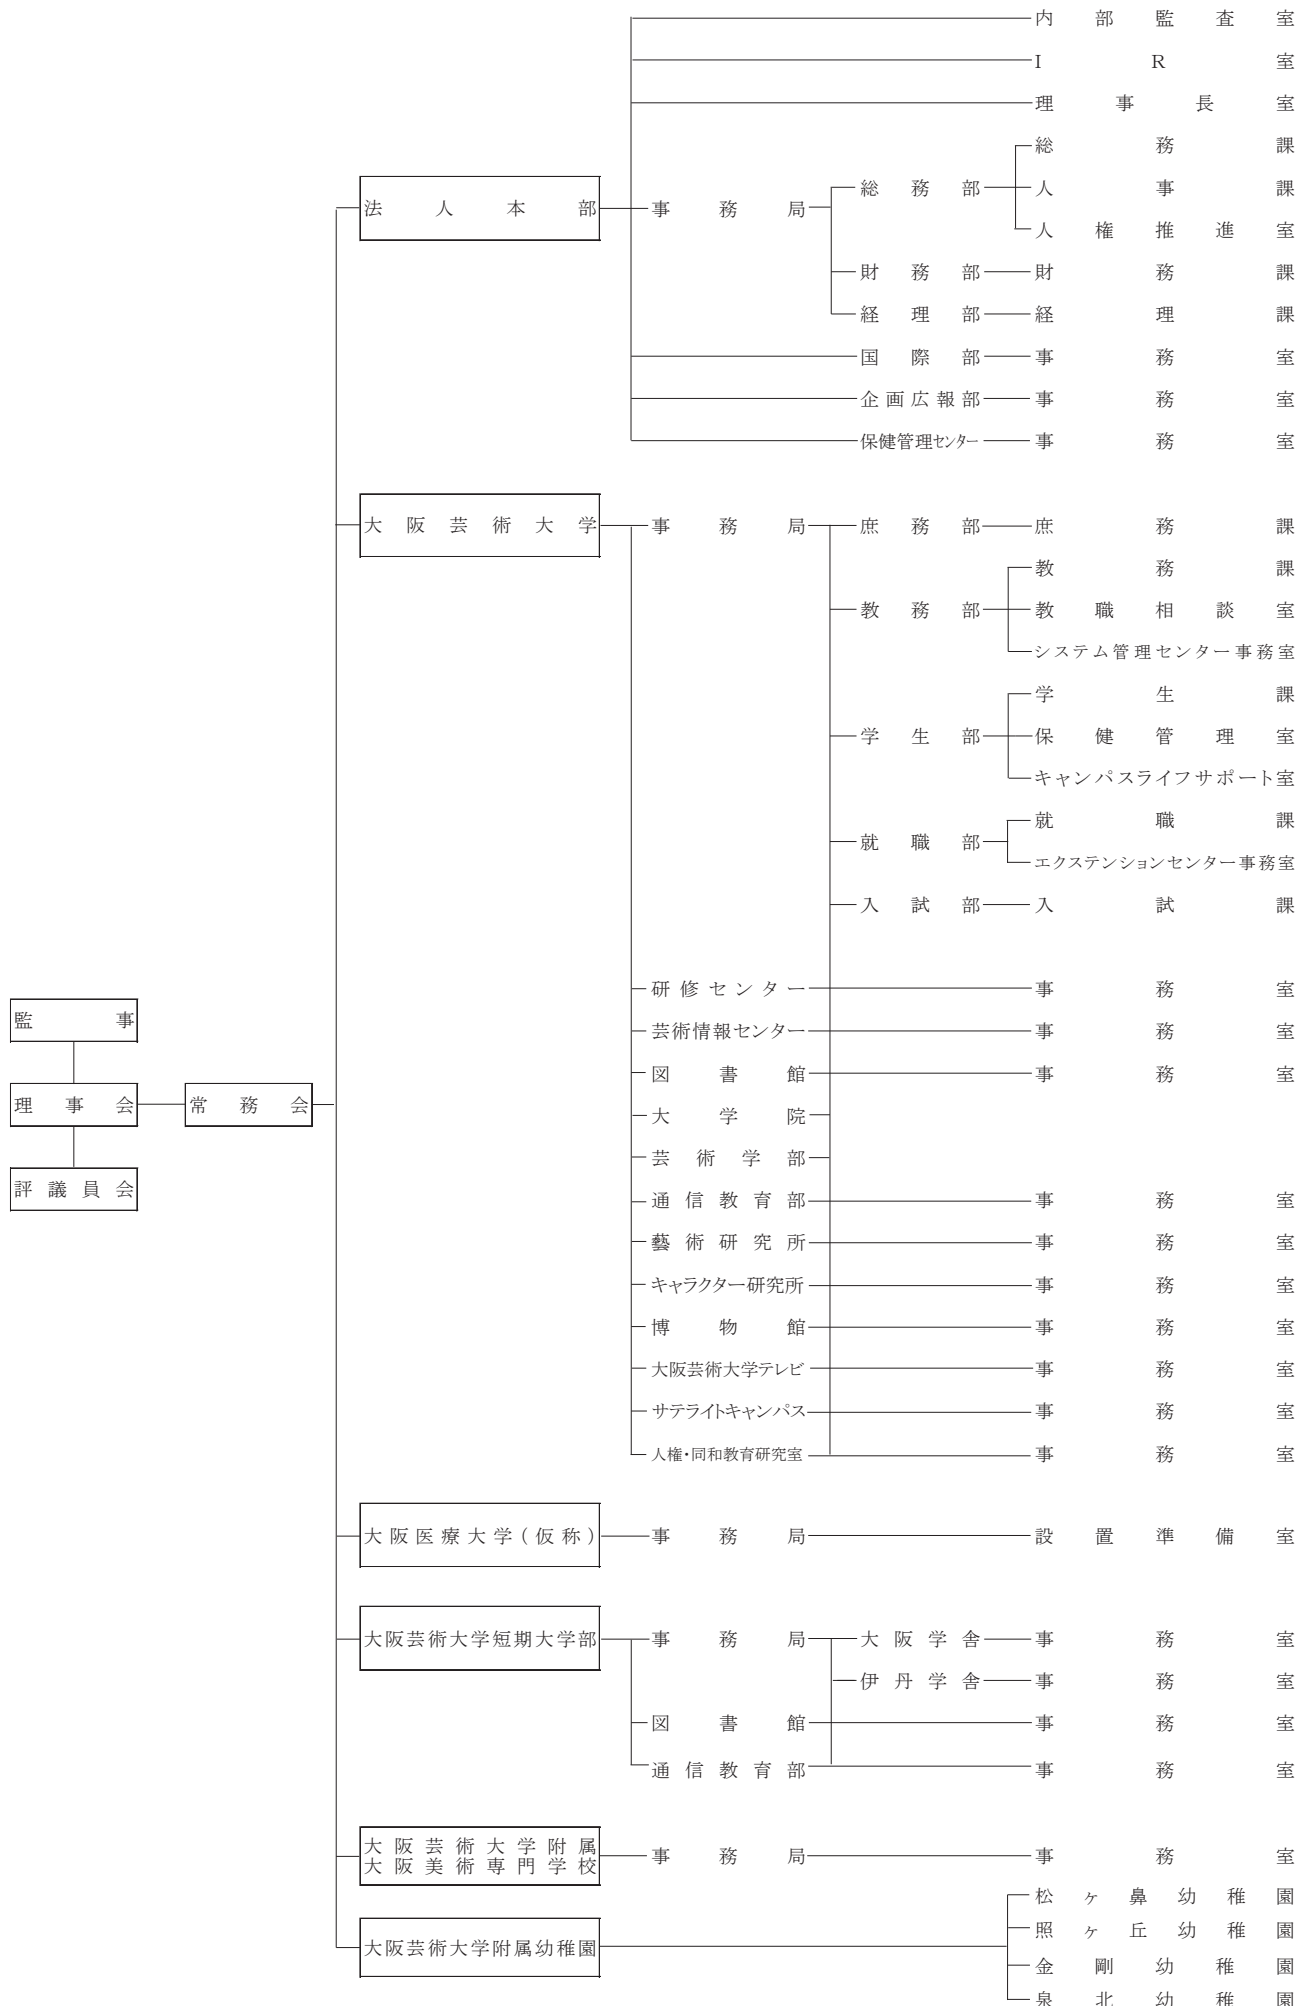 内部監査室
IR室
理事長室
総務課
総務部
人事課
法人本部
事務局
人権推進室
財務部
財務課
経理部
経理課
国際部
事務室
企画広報部
事務室
保健管理センター
事務室
大阪芸術大学
事務局
庶務部
庶務課
教務課
教務部
教職相談室
システム管理センター事務室
学生課
学生部
保健管理室
キャンパスライフサポート室
就職課
就職部
エクステンションセンター事務室
入試部
入試課
研修センター
事務室
監事
芸術情報センター
事務室
図書館
事務室
理事会
常務会
大学院
芸術学部
評議員会
通信教育部
事務室
藝術研究所
事務室
キャラクター研究所
事務室
博物館
事務室
大阪芸術大学テレビ
事務室
サテライトキャンパス
事務室
人権・同和教育研究室
事務室
大阪医療大学(仮称)
事務局
設置準備室
大阪芸術大学短期大学部
事務局
大阪学舎
事務室
伊丹学舎
事務室
図書館
事務室
通信教育部
事務室
大阪芸術大学附属
大阪美術専門学校
事務局
事務室
松ヶ鼻幼稚園
照ヶ丘幼稚園
大阪芸術大学附属幼稚園
金剛幼稚園
泉北幼稚園